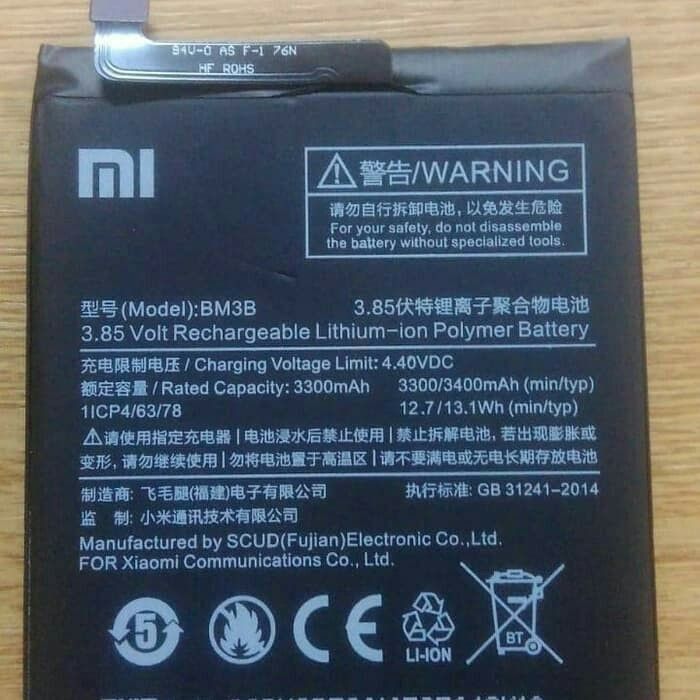 94V-0 AS F-1 76N
HF ROHS
mi
警告/WARNING
请勿自行拆卸电池，以免发生危险
For your safety, do not disassemble
the battery without specialized tools.
型号(Model):BM3B 3.85伏特锂离子聚合物电池
3.85 Volt Rechargeable Lithium-ion Polymer Battery
充电限制电压 / Charging Voltage Limit: 4.40VDC
额定容量 / Rated Capacity: 3300mAh 3300/3400mAh (min/typ)
1ICP4/63/78 12.7/13.1Wh (min/typ)
请使用指定充电器 | 电池浸水后禁止使用 | 禁止拆解电池，若出现膨胀或
变形，请勿继续使用 | 勿将电池置于高温区 | 请不要满电或无电长期存放电池
制造商: 飞毛腿(福建)电子有限公司 执行标准: GB 31241-2014
监 制: 小米通讯技术有限公司
Manufactured by SCUD(Fujian)Electronic Co.,Ltd.
FOR Xiaomi Communications Co., Ltd.
5 CE LI-ION BT